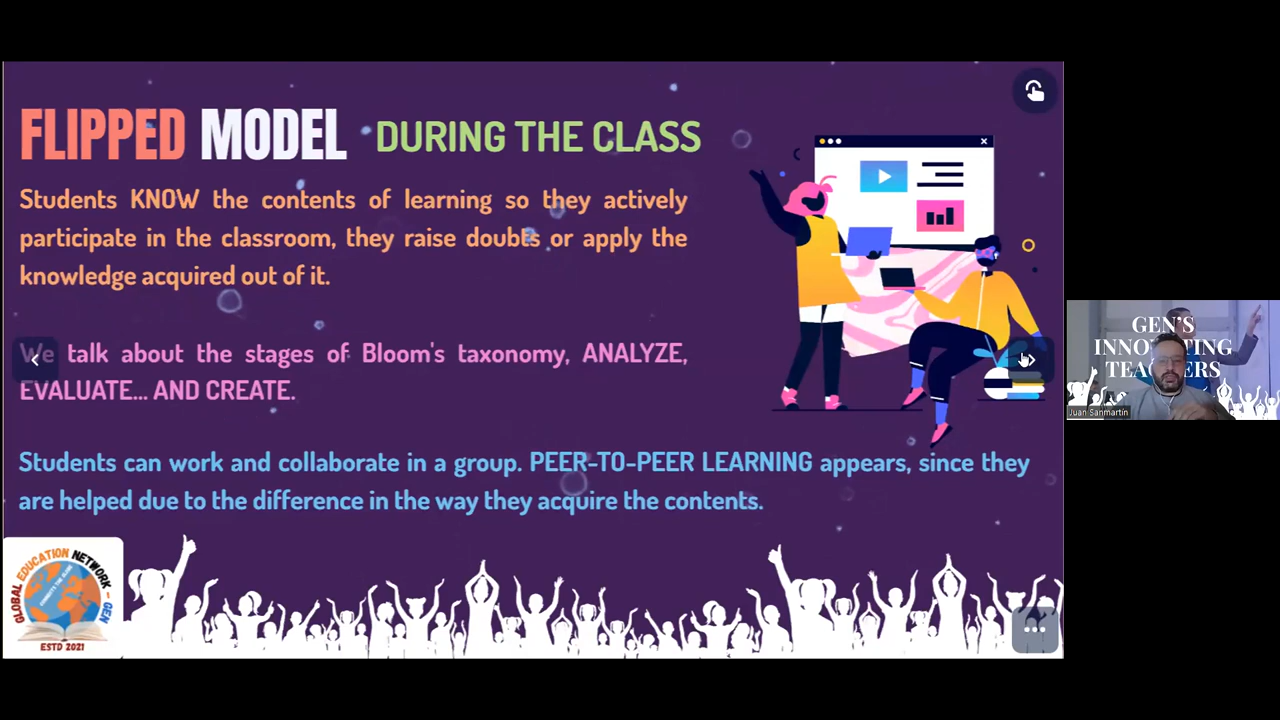 FLIPPED MODEL DURING THE CLASS
Students KNOW the contents of learning so they actively
participate in the classroom, they raise doubts or apply the
knowledge acquired out of it.
We talk about the stages of Bloom's taxonomy, ANALYZE,
EVALUATE... AND CREATE.
Students can work and collaborate in a group. PEER-TO-PEER LEARNING appears, since they
are helped due to the difference in the way they acquire the contents.
GLOBAL EDUCATION NETWORK - GEN
ESTD 2021
GEN'S
Juan Sanmartín